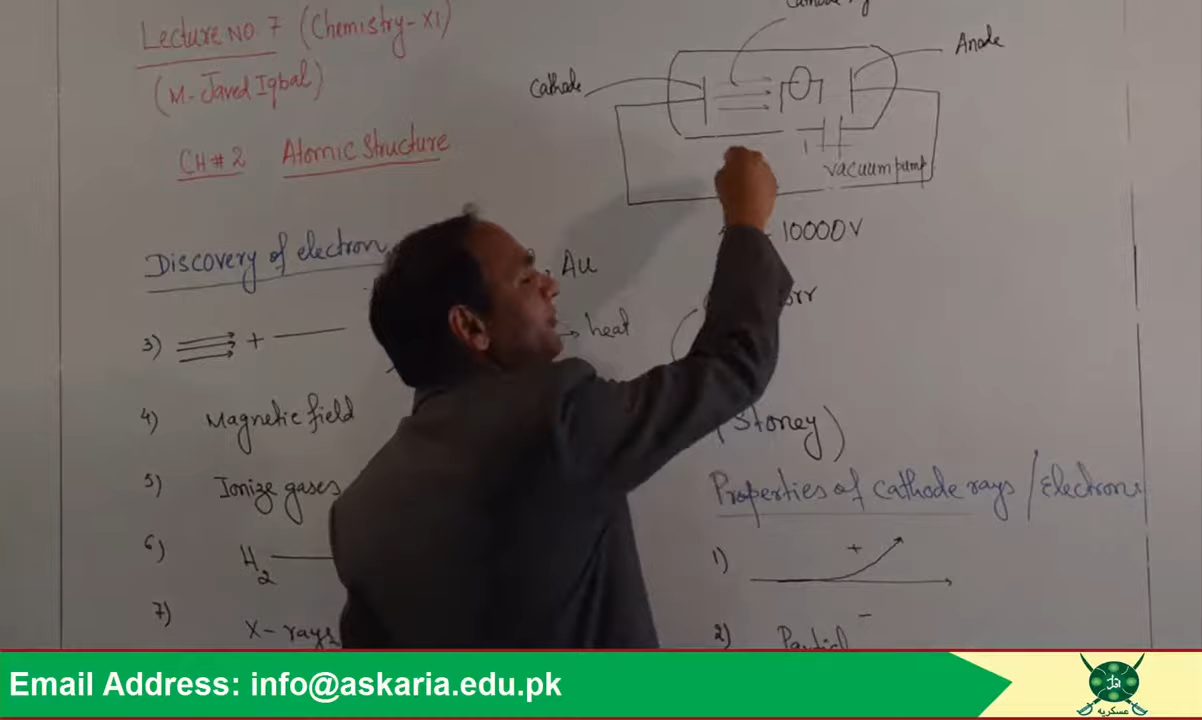 Lecture NO. 7 (Chemistry-XI)
(M. Javed Iqbal)
CH # 2 Atomic Structure
Cathode
Anode
vacuum pump
10000V
Discovery of electron
Au
3) +
heat
4) Magnetic field
5) Ionize gases
6) H2
7) X-rays
(Stoney)
Properties of Cathode rays / Electrons
1) +
-
2)
Email Address: info@askaria.edu.pk
عسکریہ